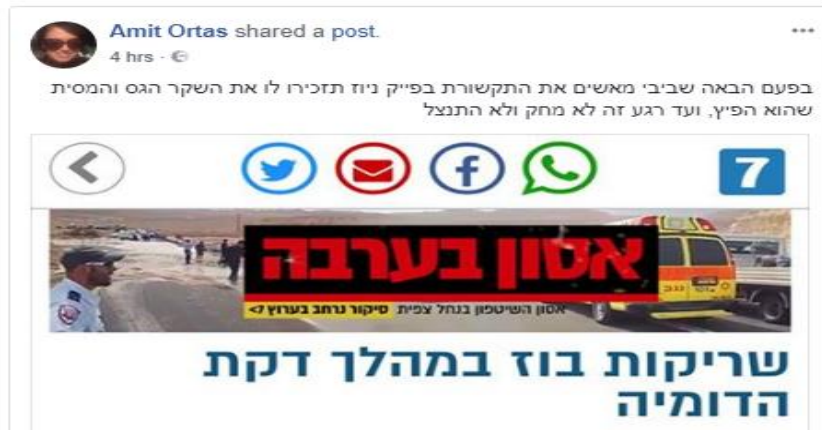 Amit Ortas shared a post.
4 hrs ·
בפעם הבאה שביבי מאשים את התקשורת בפייק ניוז תזכירו לו את השקר הגס והמסית
שהוא הפיץ, ועד רגע זה לא מחק ולא התנצל
7
אסון בערבה
אסון השיטפון בנחל צפית סיקור נרחב בערוץ 7>
שריקות בוז במהלך דקת
הדומיה